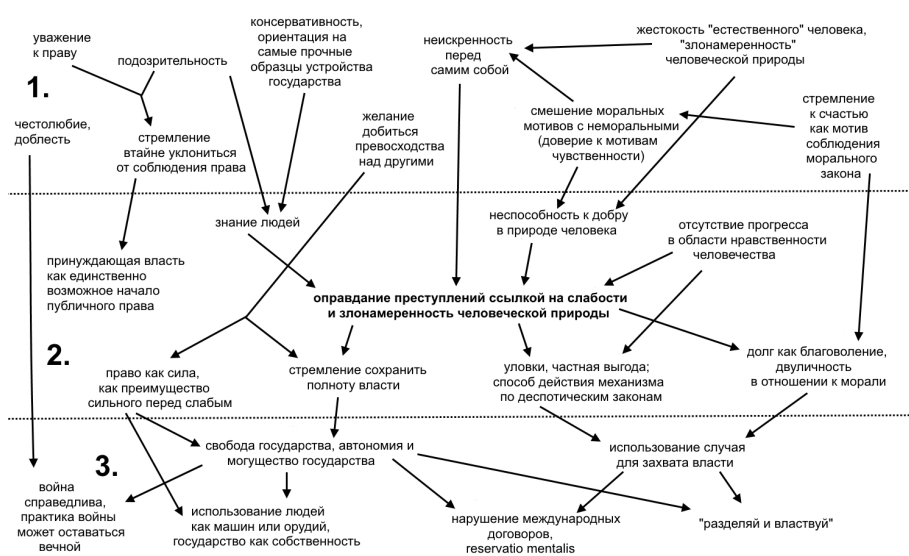 уважение
к праву
подозрительность
консервативность,
ориентация на
самые прочные
образцы устройства
государства
неискренность
перед
самим собой
жестокость "естественного" человека,
"злонамеренность"
человеческой природы
1.
честолюбие,
доблесть
стремление
втайне уклониться
от соблюдения права
желание
добиться
превосходства
над другими
смешение моральных
мотивов с неморальными
(доверие к мотивам
чувственности)
стремление
к счастью
как мотив
соблюдения
морального
закона
знание людей
неспособность к добру
в природе человека
отсутствие прогресса
в области нравственности
человечества
принуждающая власть
как единственно
возможное начало
публичного права
оправдание преступлений ссылкой на слабости
и злонамеренность человеческой природы
2.
право как сила,
как преимущество
сильного перед слабым
стремление сохранить
полноту власти
уловки, частная выгода;
способ действия механизма
по деспотическим законам
долг как благоволение,
двуличность
в отношении к морали
3.
свобода государства, автономия и
могущество государства
использование случая
для захвата власти
война
справедлива,
практика войны
может оставаться
вечной
использование людей
как машин или орудий,
государство как собственность
нарушение международных
договоров,
reservatio mentalis
"разделяй и властвуй"